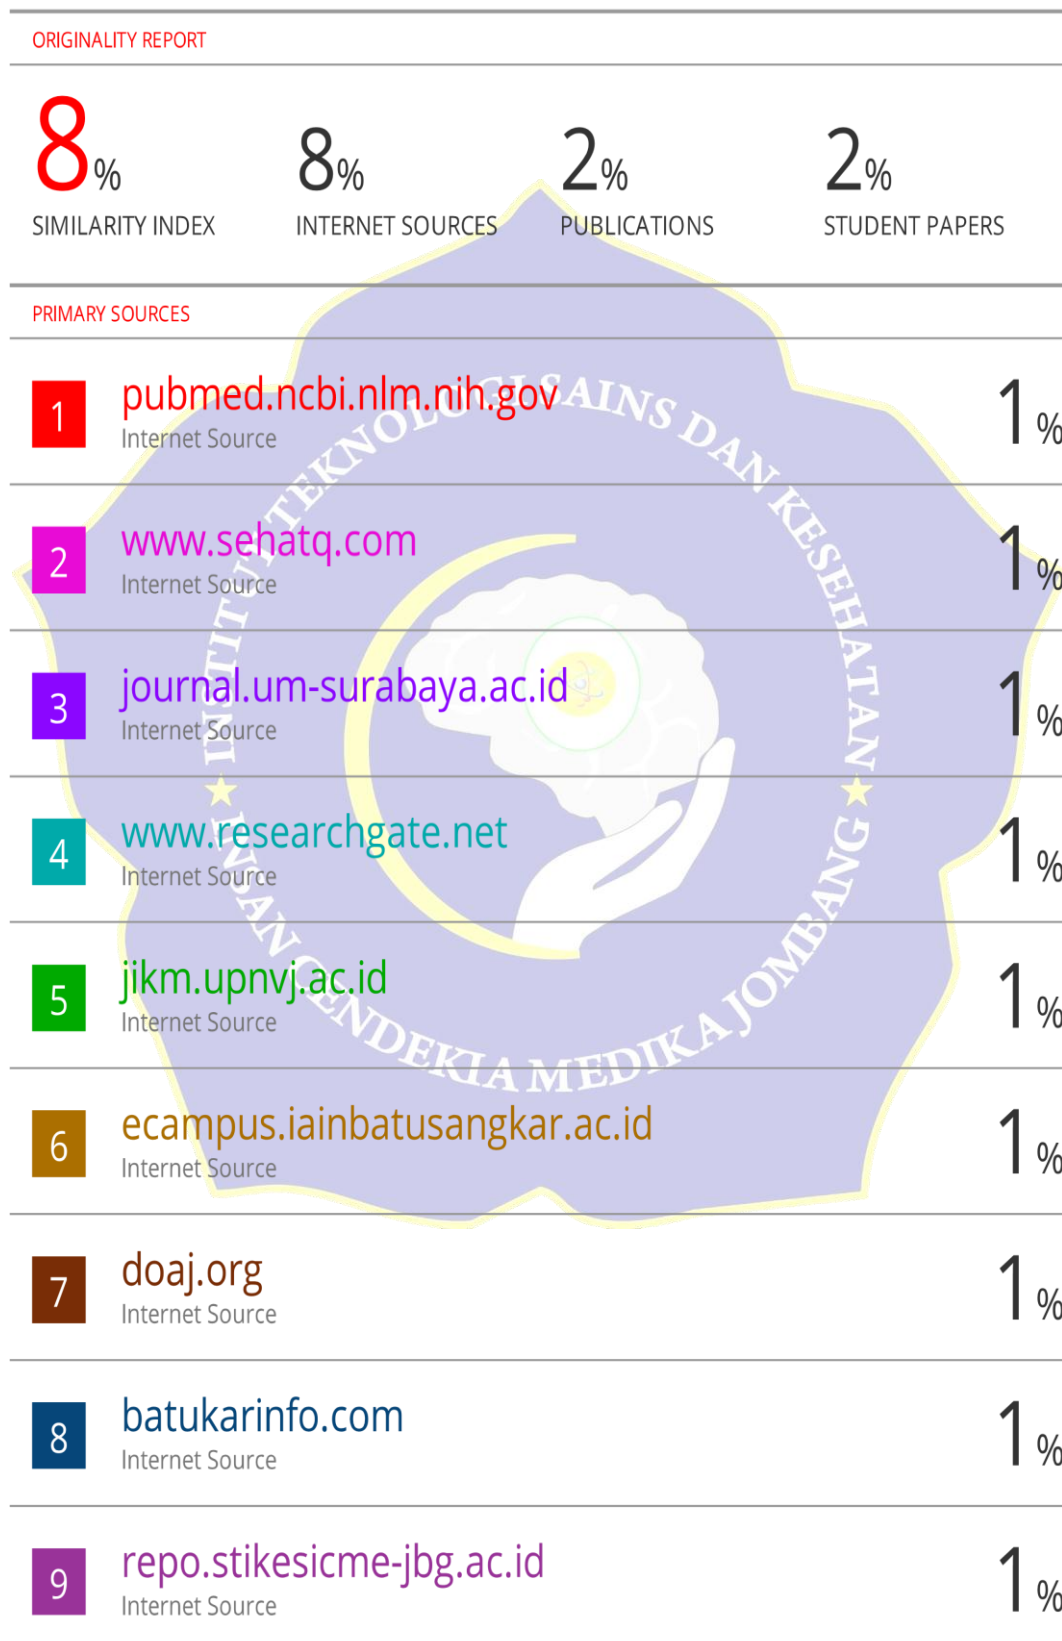 ORIGINALITY REPORT
8% 8% 2% 2%
SIMILARITY INDEX INTERNET SOURCES PUBLICATIONS STUDENT PAPERS
PRIMARY SOURCES
1 pubmed.ncbi.nlm.nih.gov 1%
Internet Source
2 www.sehatq.com 1%
Internet Source
3 journal.um-surabaya.ac.id 1%
Internet Source
4 www.researchgate.net 1%
Internet Source
5 jikm.upnvj.ac.id 1%
Internet Source
6 ecampus.iainbatusangkar.ac.id 1%
Internet Source
7 doaj.org 1%
Internet Source
8 batukarinfo.com 1%
Internet Source
9 repo.stikesicme-jbg.ac.id 1%
Internet Source
INSTITUT TEKNOLOGI SAINS DAN KESEHATAN
INSAN CENDEKIA MEDIKA JOMBANG